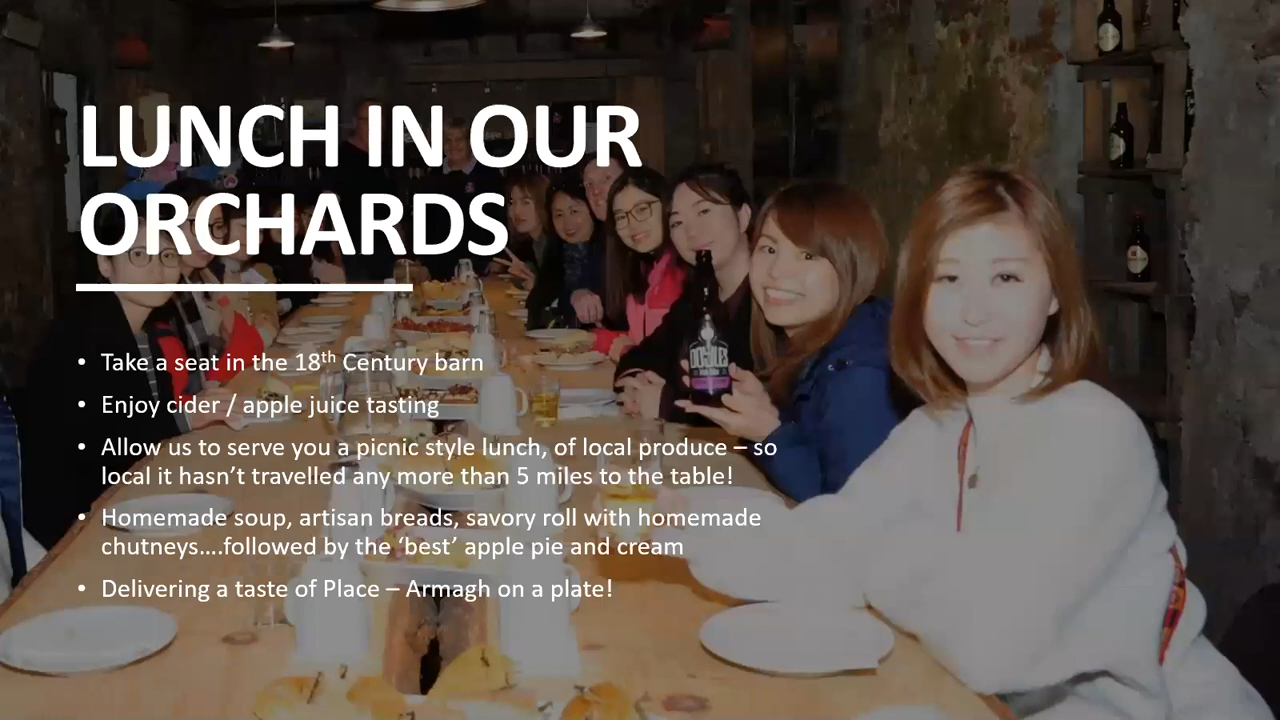 LUNCH IN OUR
ORCHARDS
• Take a seat in the 18th Century barn
• Enjoy cider / apple juice tasting
• Allow us to serve you a picnic style lunch, of local produce – so
local it hasn't travelled any more than 5 miles to the table!
• Homemade soup, artisan breads, savory roll with homemade
chutneys….followed by the 'best' apple pie and cream
• Delivering a taste of Place – Armagh on a plate!